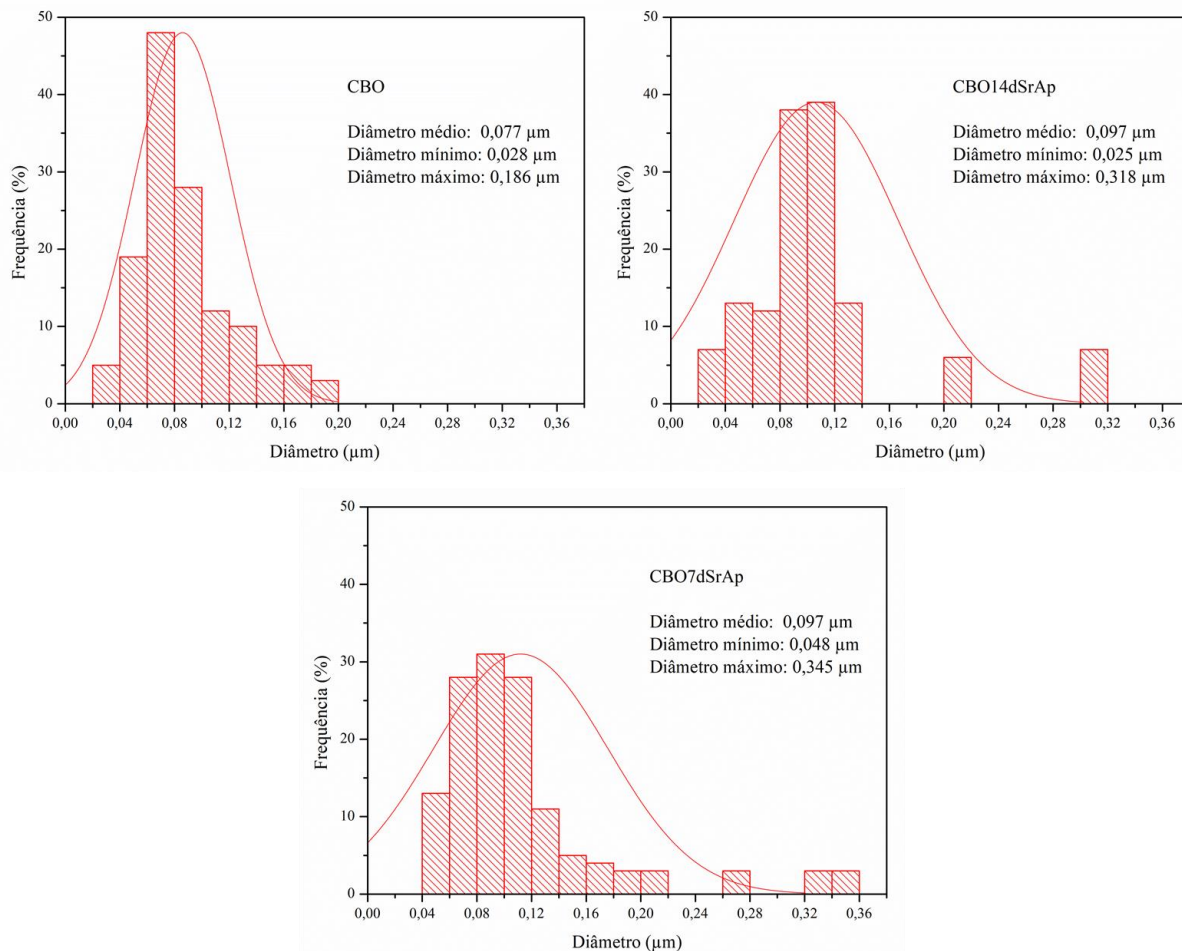 50
40
30
20
10
0
Frequência (%)
CBO
Diâmetro médio: 0,077 µm
Diâmetro mínimo: 0,028 µm
Diâmetro máximo: 0,186 µm
0,00 0,04 0,08 0,12 0,16 0,20 0,24 0,28 0,32 0,36
Diâmetro (µm)
50
40
30
20
10
0
Frequência (%)
CBO14dSrAp
Diâmetro médio: 0,097 µm
Diâmetro mínimo: 0,025 µm
Diâmetro máximo: 0,318 µm
0,00 0,04 0,08 0,12 0,16 0,20 0,24 0,28 0,32 0,36
Diâmetro (µm)
50
40
30
20
10
0
Frequência (%)
CBO7dSrAp
Diâmetro médio: 0,097 µm
Diâmetro mínimo: 0,048 µm
Diâmetro máximo: 0,345 µm
0,00 0,04 0,08 0,12 0,16 0,20 0,24 0,28 0,32 0,36
Diâmetro (µm)